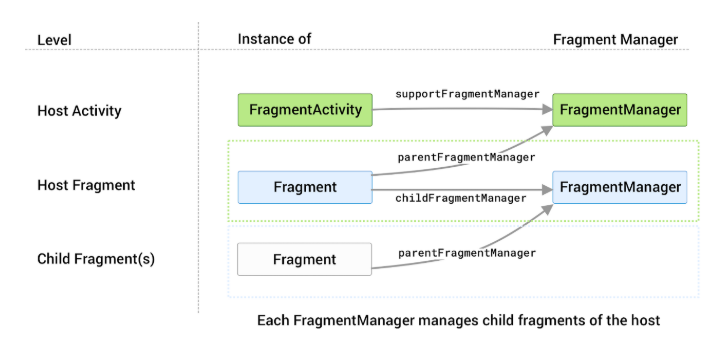 Level
Instance of
Fragment Manager
Host Activity
FragmentActivity
supportFragmentManager
FragmentManager
parentFragmentManager
Host Fragment
Fragment
childFragmentManager
FragmentManager
Child Fragment(s)
Fragment
parentFragmentManager
Each FragmentManager manages child fragments of the host